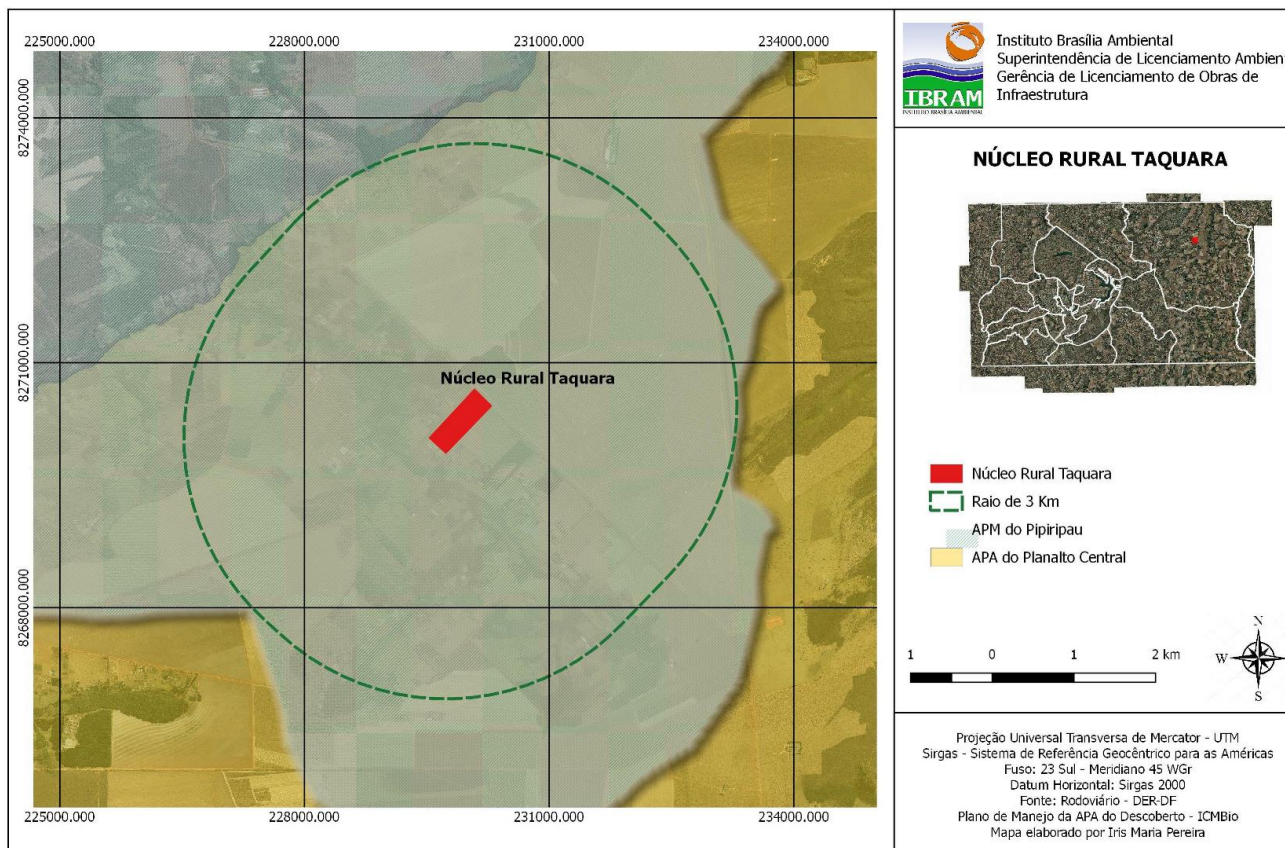 225000.000
228000.000
231000.000
234000.000
8274000.000
8271000.000
8268000.000
Núcleo Rural Taquara
225000.000
228000.000
231000.000
234000.000
IBRAM
INSTITUTO BRASÍLIA AMBIENTAL
Instituto Brasília Ambiental
Superintendência de Licenciamento Ambien
Gerência de Licenciamento de Obras de
Infraestrutura
NÚCLEO RURAL TAQUARA
Núcleo Rural Taquara
Raio de 3 Km
APM do Pipiripau
APA do Planalto Central
1 0 1 2 km
N
W E
S
Projeção Universal Transversa de Mercator - UTM
Sirgas - Sistema de Referência Geocêntrico para as Américas
Fuso: 23 Sul - Meridiano 45 WGr
Datum Horizontal: Sirgas 2000
Fonte: Rodoviário - DER-DF
Plano de Manejo da APA do Descoberto - ICMBio
Mapa elaborado por Iris Maria Pereira